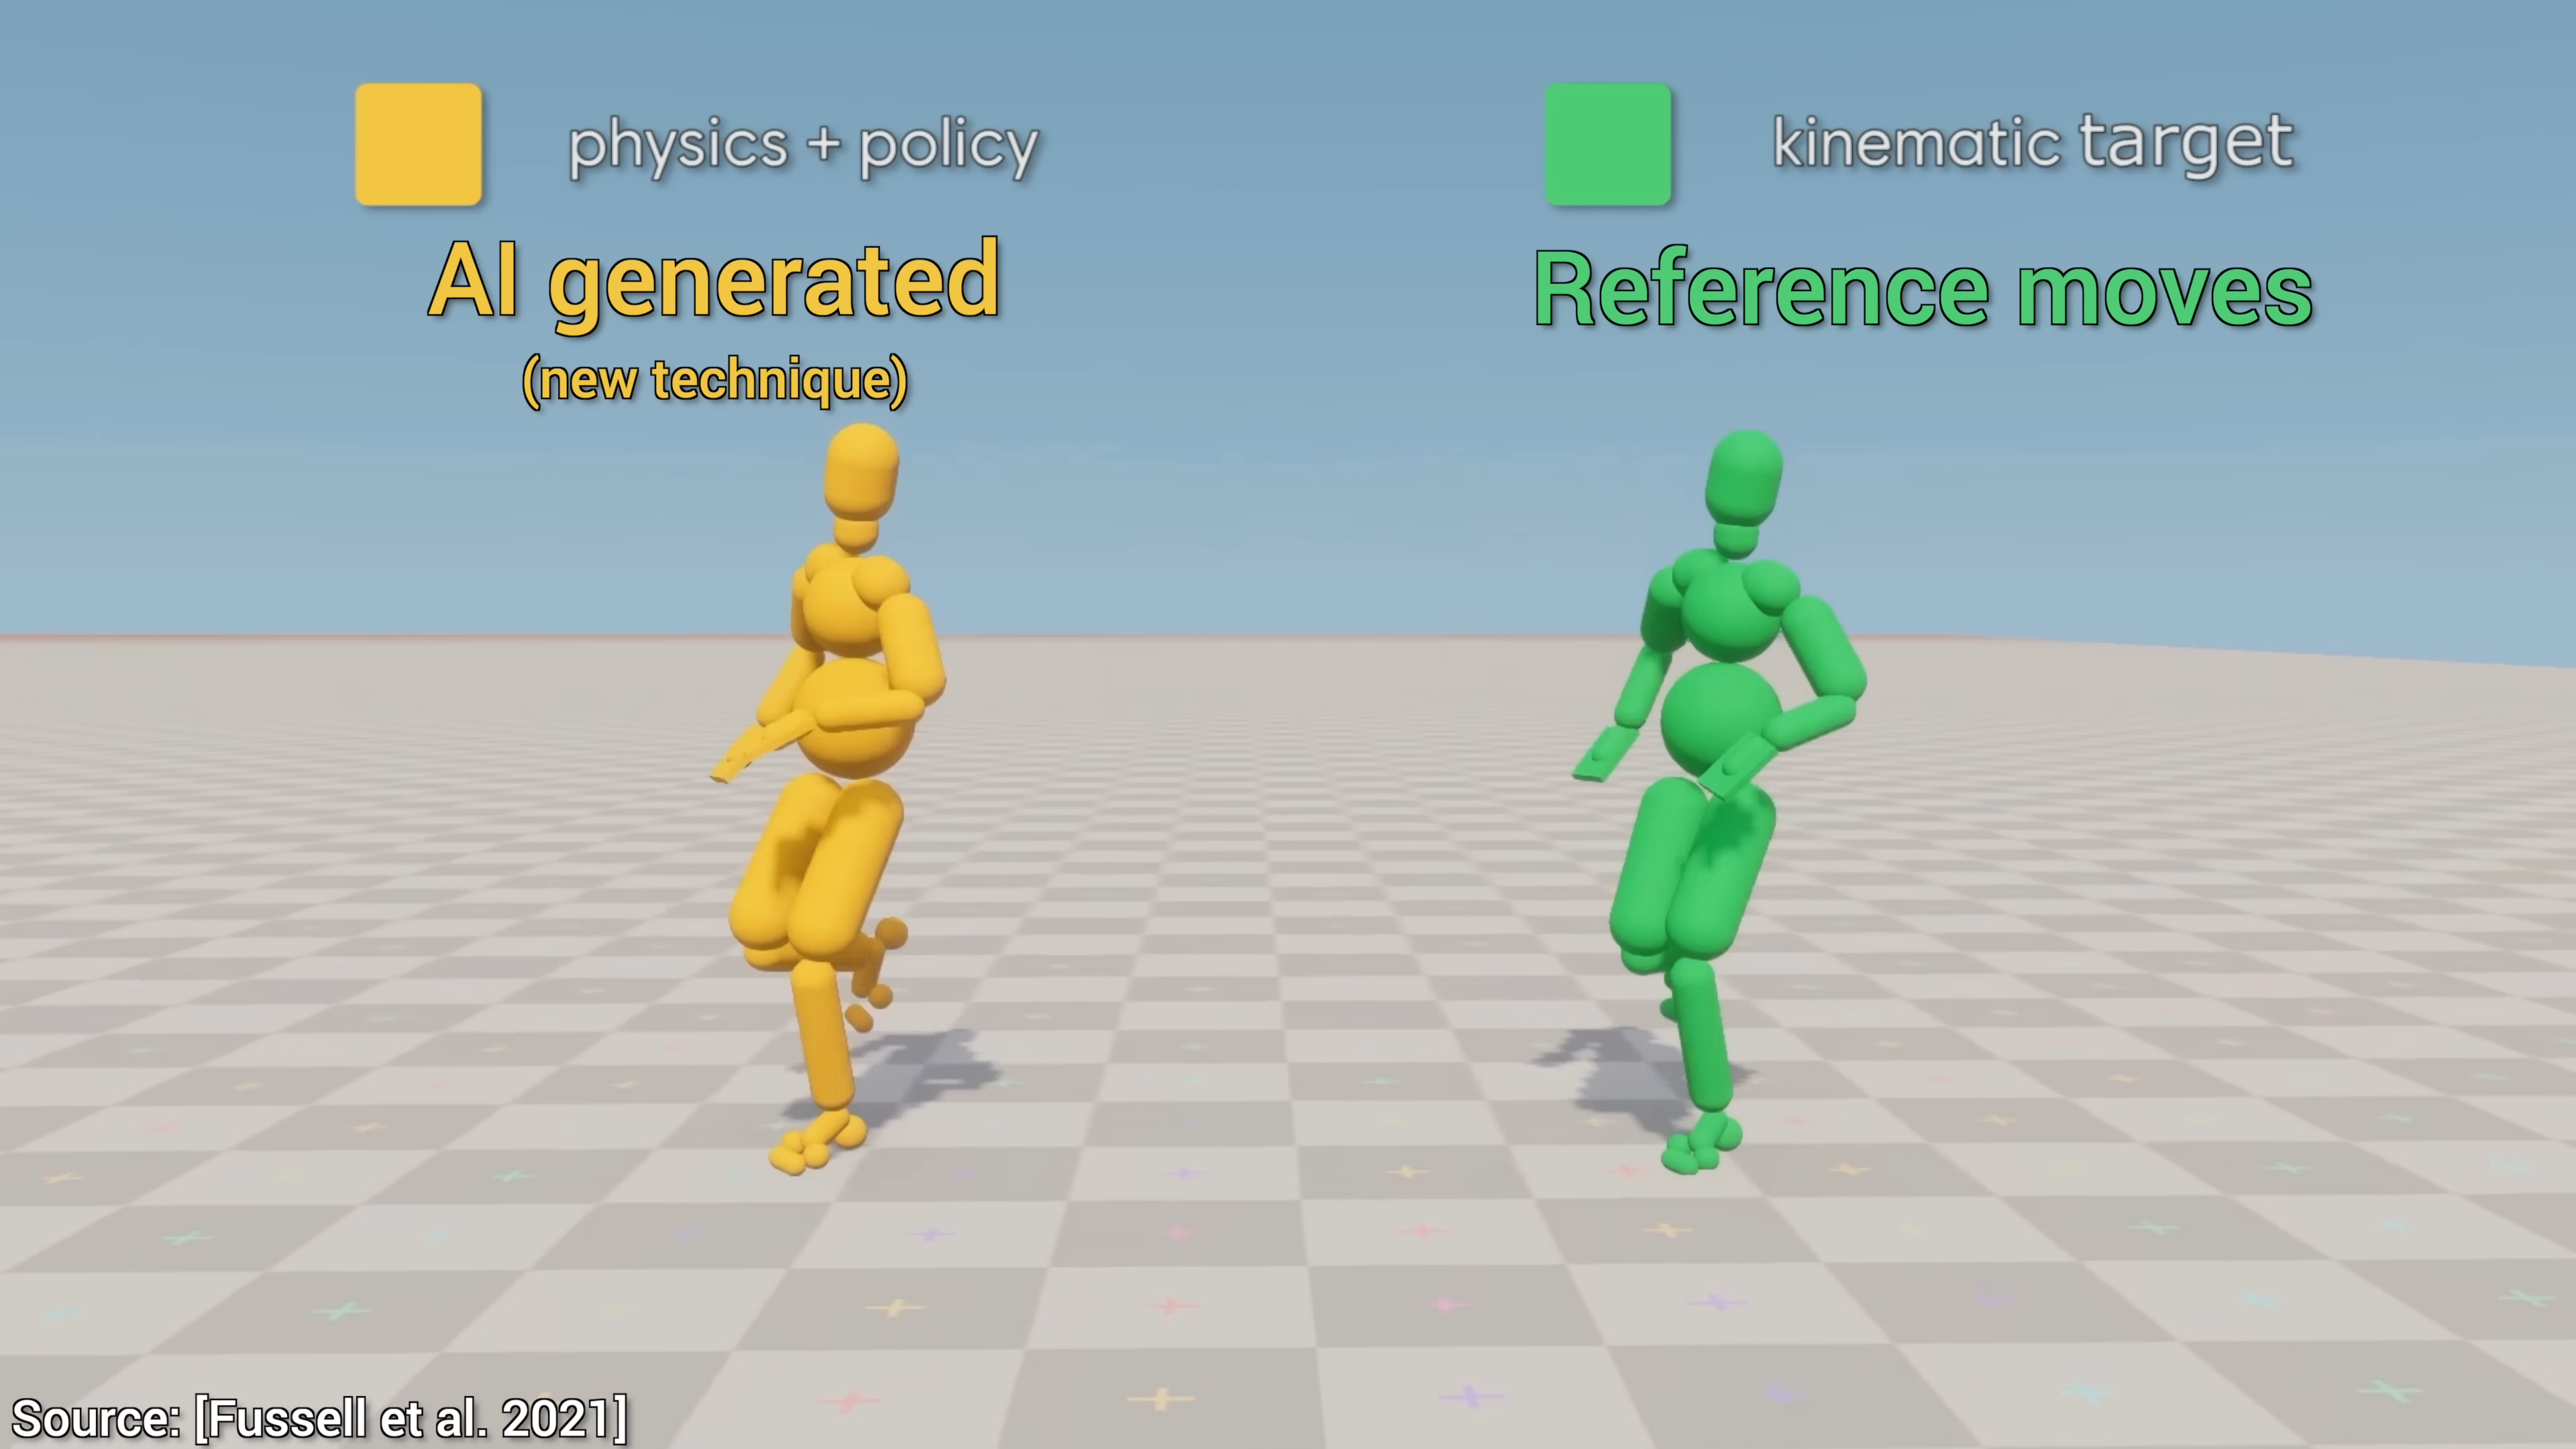 physics + policy
AI generated
(new technique)
kinematic target
Reference moves
Source: [Fussell et al. 2021]